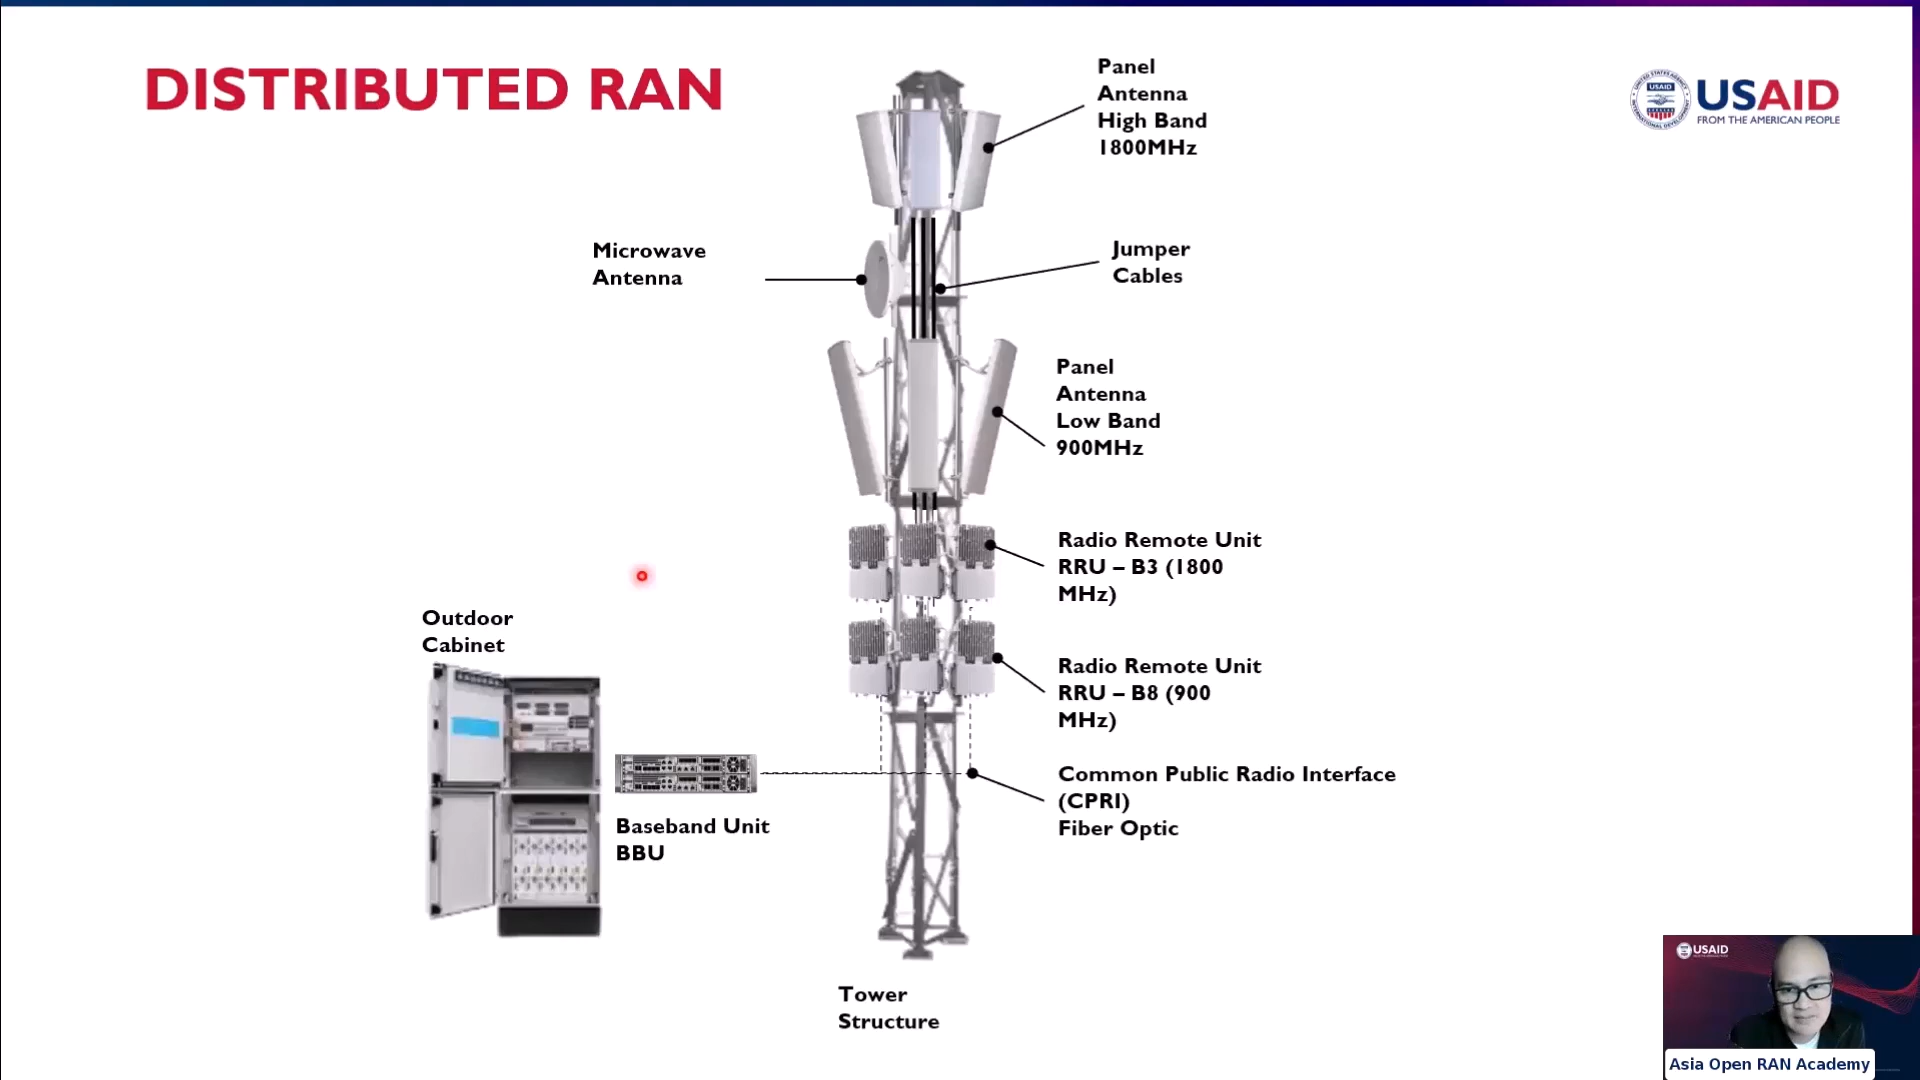 DISTRIBUTED RAN
USAID
FROM THE AMERICAN PEOPLE
Panel
Antenna
High Band
1800MHz
Microwave
Antenna
Jumper
Cables
Panel
Antenna
Low Band
900MHz
Radio Remote Unit
RRU – B3 (1800
MHz)
Outdoor
Cabinet
Radio Remote Unit
RRU – B8 (900
MHz)
Common Public Radio Interface
(CPRI)
Fiber Optic
Baseband Unit
BBU
Tower
Structure
USAID
Asia Open RAN Academy